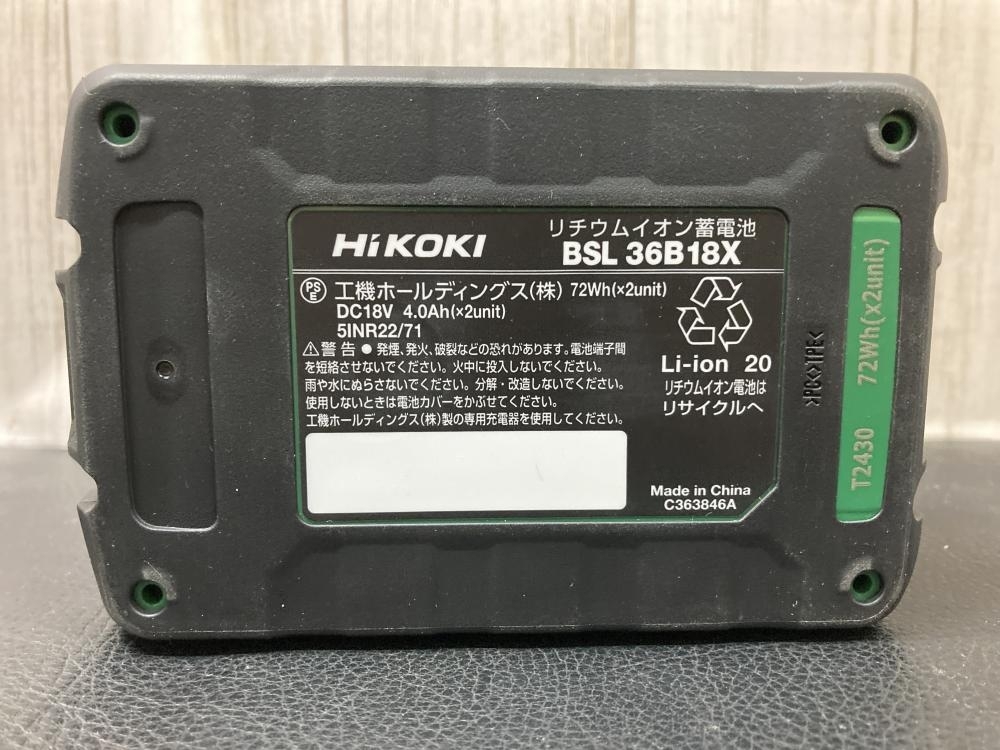 HiKOKI
リチウムイオン蓄電池
BSL 36B18X
PS
E
工機ホールディングス(株) 72Wh(×2unit)
DC18V 4.0Ah(×2unit)
5INR22/71
⚠警告 ● 発煙、発火、破裂などの恐れがあります。電池端子間
を短絡させないでください。火中に投入しないでください。
雨や水にぬらさないでください。分解・改造しないでください。
使用しないときは電池カバーをかぶせてください。
工機ホールディングス(株)製の専用充電器を使用してください。
Li-ion 20
リチウムイオン電池は
リサイクルへ
Made in China
C363846A
>PC<>TPE<
T2430 72Wh(x2unit)